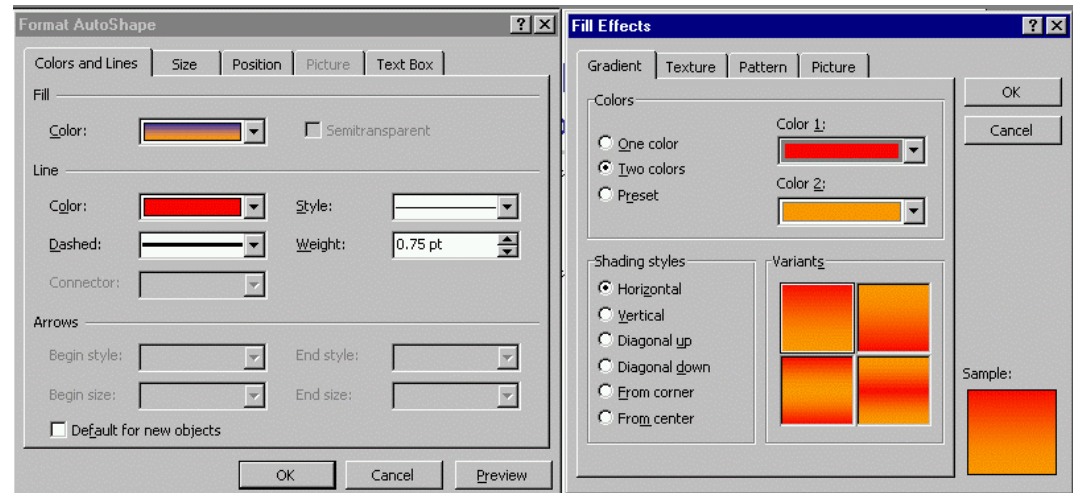 Format AutoShape
Colors and Lines Size Position Picture Text Box
Fill
Color: Semitransparent
Line
Color: Style:
Dashed: Weight: 0.75 pt
Connector:
Arrows
Begin style: End style:
Begin size: End size:
Default for new objects
OK Cancel Preview
Fill Effects
Gradient Texture Pattern Picture
OK
Cancel
Colors
One color
Two colors
Preset
Color 1:
Color 2:
Shading styles
Horizontal
Vertical
Diagonal up
Diagonal down
From corner
From center
Variants
Sample: